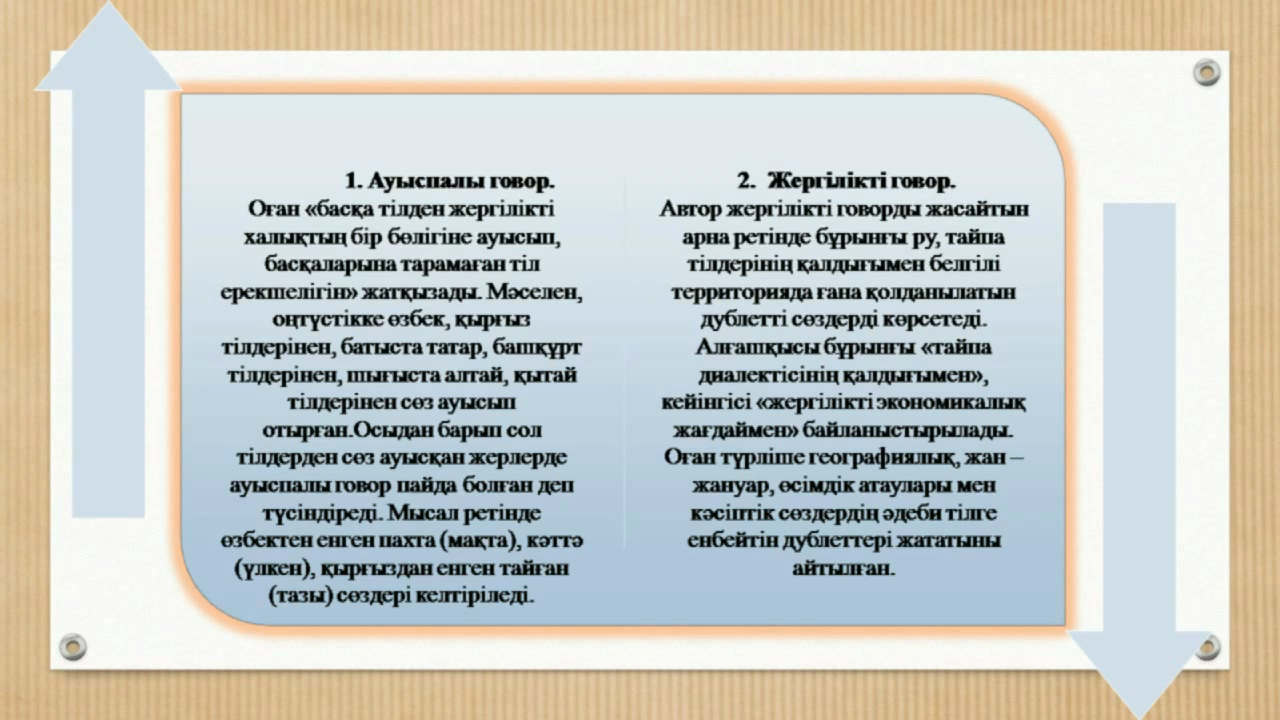 1. Ауыспалы говор.
Оған «басқа тілден жергілікті
халықтың бір бөлігіне ауысып,
басқаларына тарамаған тіл
ерекшелігін» жатқызады. Мәселен,
оңтүстікке өзбек, қырғыз
тілдерінен, батыста татар, башқұрт
тілдерінен, шығыста алтай, қытай
тілдерінен сөз ауысып
отырған.Осыдан барып сол
тілдерден сөз ауысқан жерлерде
ауыспалы говор пайда болған деп
түсіндіреді. Мысал ретінде
өзбектен енген пахта (мақта), кәттә
(үлкен), қырғыздан енген тайған
(тазы) сөздері келтіріледі.
2. Жергілікті говор.
Автор жергілікті говорды жасайтын
арна ретінде бұрынғы ру, тайпа
тілдерінің қалдығымен белгілі
территорияда ғана қолданылатын
дублетті сөздерді көрсетеді.
Алғашқысы бұрынғы «тайпа
диалектісінің қалдығымен»,
кейінгісі «жергілікті экономикалық
жағдаймен» байланыстырылады.
Оған түрліше географиялық, жан –
жануар, өсімдік атаулары мен
кәсіптік сөздердің әдеби тілге
енбейтін дублеттері жататыны
айтылған.